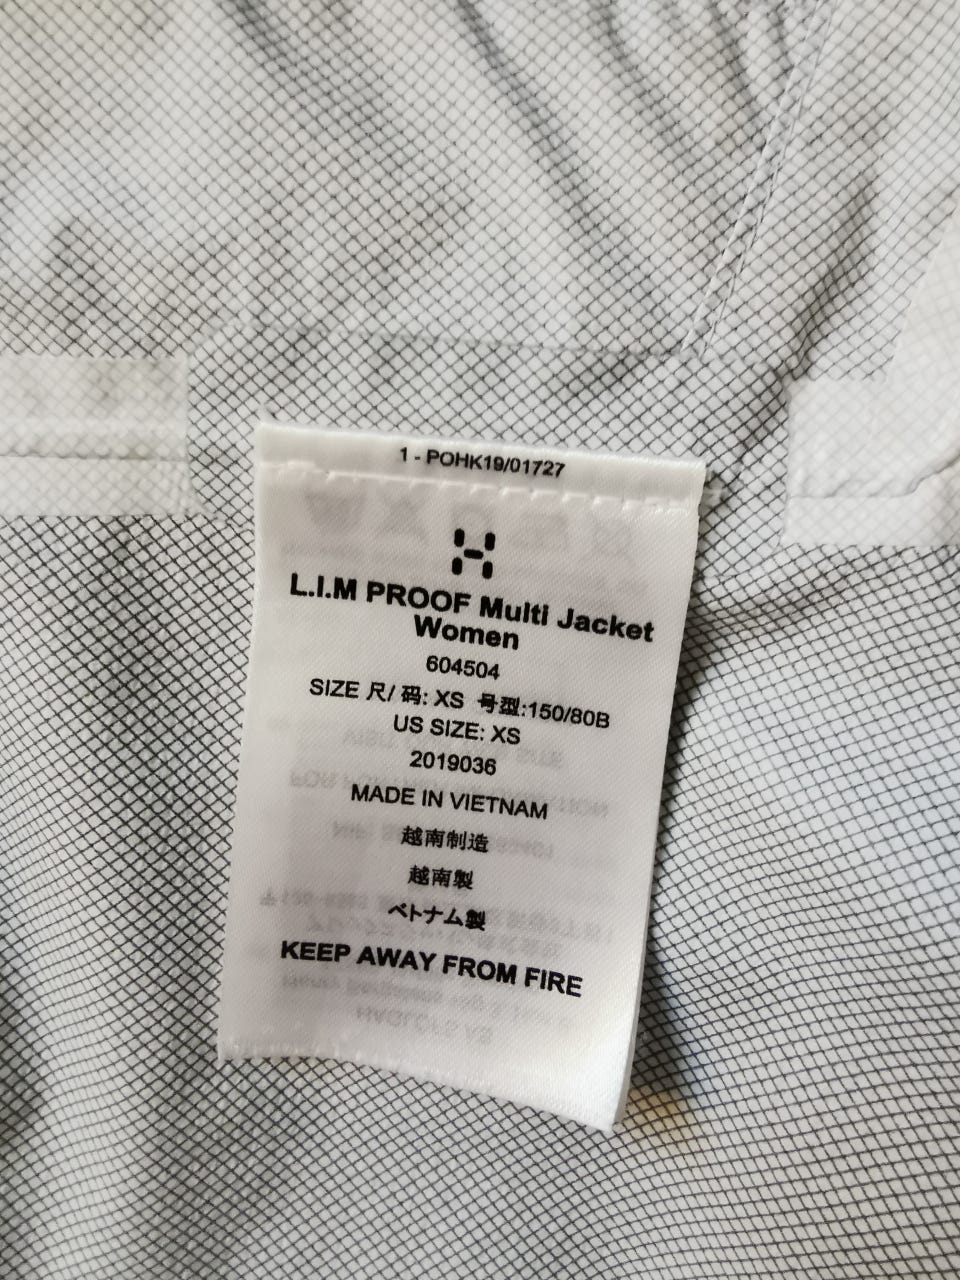 1 - POHK19/01727
L.I.M PROOF Multi Jacket
Women
604504
SIZE 尺/ 码: XS 号型:150/80B
US SIZE: XS
2019036
MADE IN VIETNAM
越南制造
越南製
ベトナム製
KEEP AWAY FROM FIRE
HAGLÖFS AB